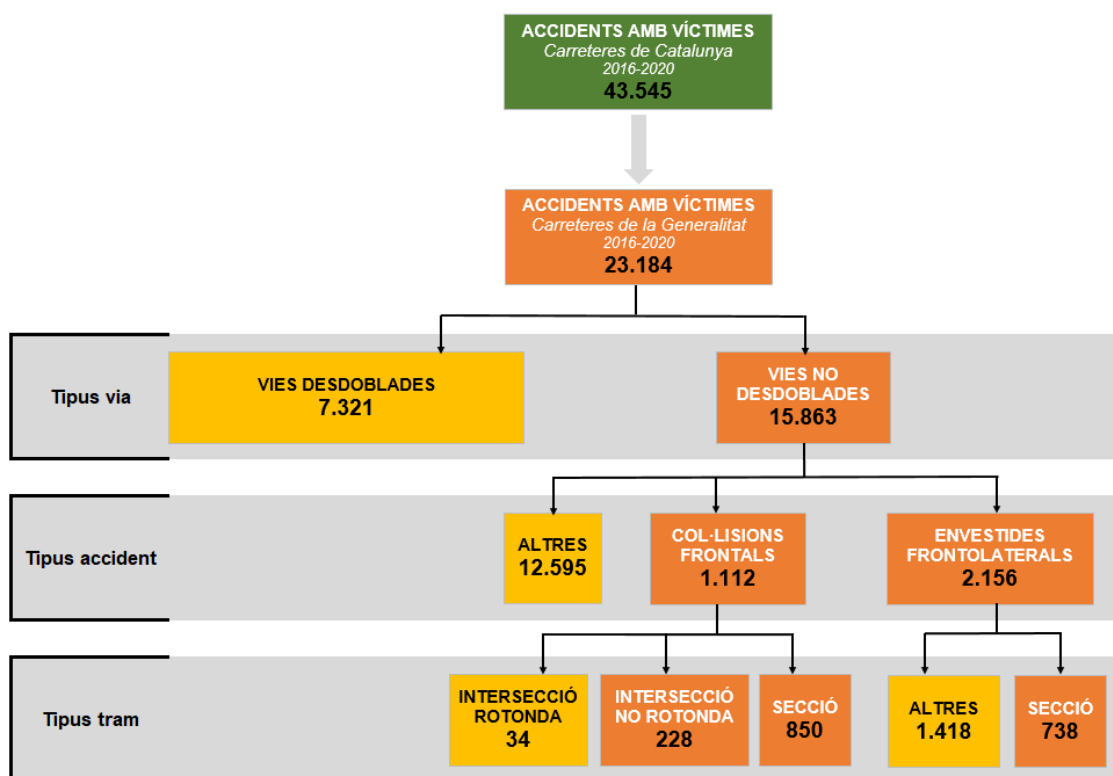 ACCIDENTS AMB VÍCTIMES
Carreteres de Catalunya
2016-2020
43.545
ACCIDENTS AMB VÍCTIMES
Carreteres de la Generalitat
2016-2020
23.184
Tipus via
VIES DESDOBLADES
7.321
VIES NO
DESDOBLADES
15.863
Tipus accident
ALTRES
12.595
COL·LISIONS
FRONTALS
1.112
ENVESTIDES
FRONTOLATERALS
2.156
Tipus tram
INTERSECCIÓ
ROTONDA
34
INTERSECCIÓ
NO ROTONDA
228
SECCIÓ
850
ALTRES
1.418
SECCIÓ
738